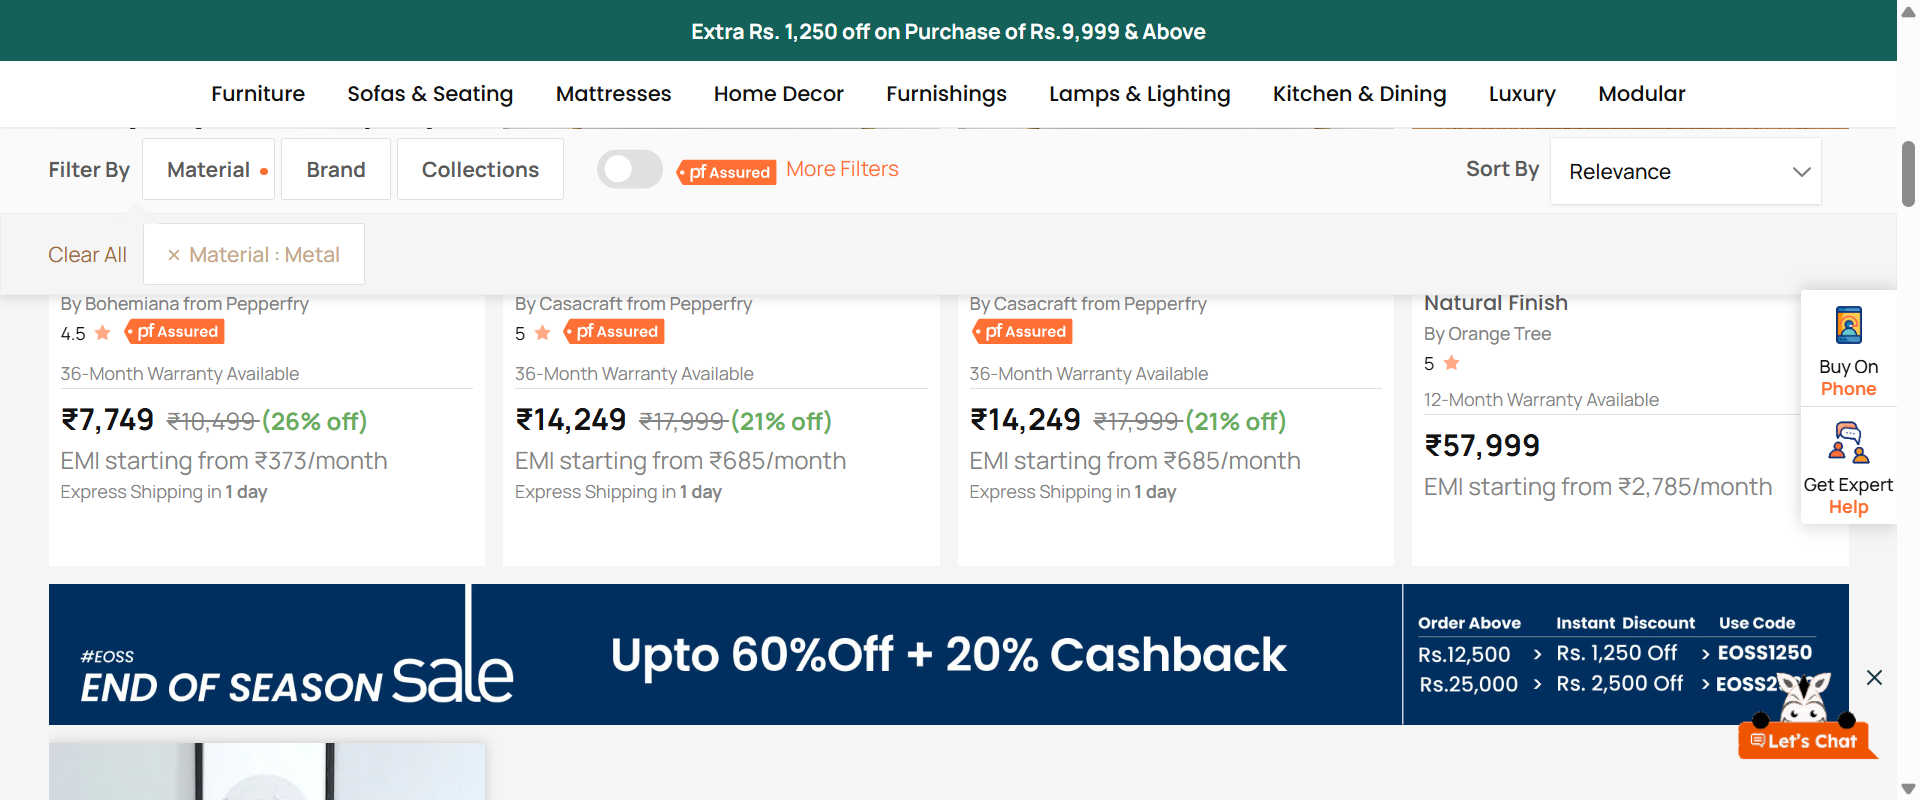 Extra Rs. 1,250 off on Purchase of Rs.9,999 & Above
Furniture Sofas & Seating Mattresses Home Decor Furnishings Lamps & Lighting Kitchen & Dining Luxury Modular
Filter By Material Brand Collections pf Assured More Filters Sort By Relevance
Clear All × Material : Metal
By Bohemiana from Pepperfry
4.5 pf Assured
36-Month Warranty Available
₹7,749 ₹10,499 (26% off)
EMI starting from ₹373/month
Express Shipping in 1 day
By Casacraft from Pepperfry
5 pf Assured
36-Month Warranty Available
₹14,249 ₹17,999 (21% off)
EMI starting from ₹685/month
Express Shipping in 1 day
By Casacraft from Pepperfry
pf Assured
36-Month Warranty Available
₹14,249 ₹17,999 (21% off)
EMI starting from ₹685/month
Express Shipping in 1 day
Natural Finish
By Orange Tree
5
12-Month Warranty Available
₹57,999
EMI starting from ₹2,785/month
Buy On
Phone
Get Expert
Help
#EOSS
END OF SEASON sale
Upto 60%Off + 20% Cashback
Order Above Instant Discount Use Code
Rs.12,500 > Rs. 1,250 Off > EOSS1250
Rs.25,000 > Rs. 2,500 Off >
Let's Chat